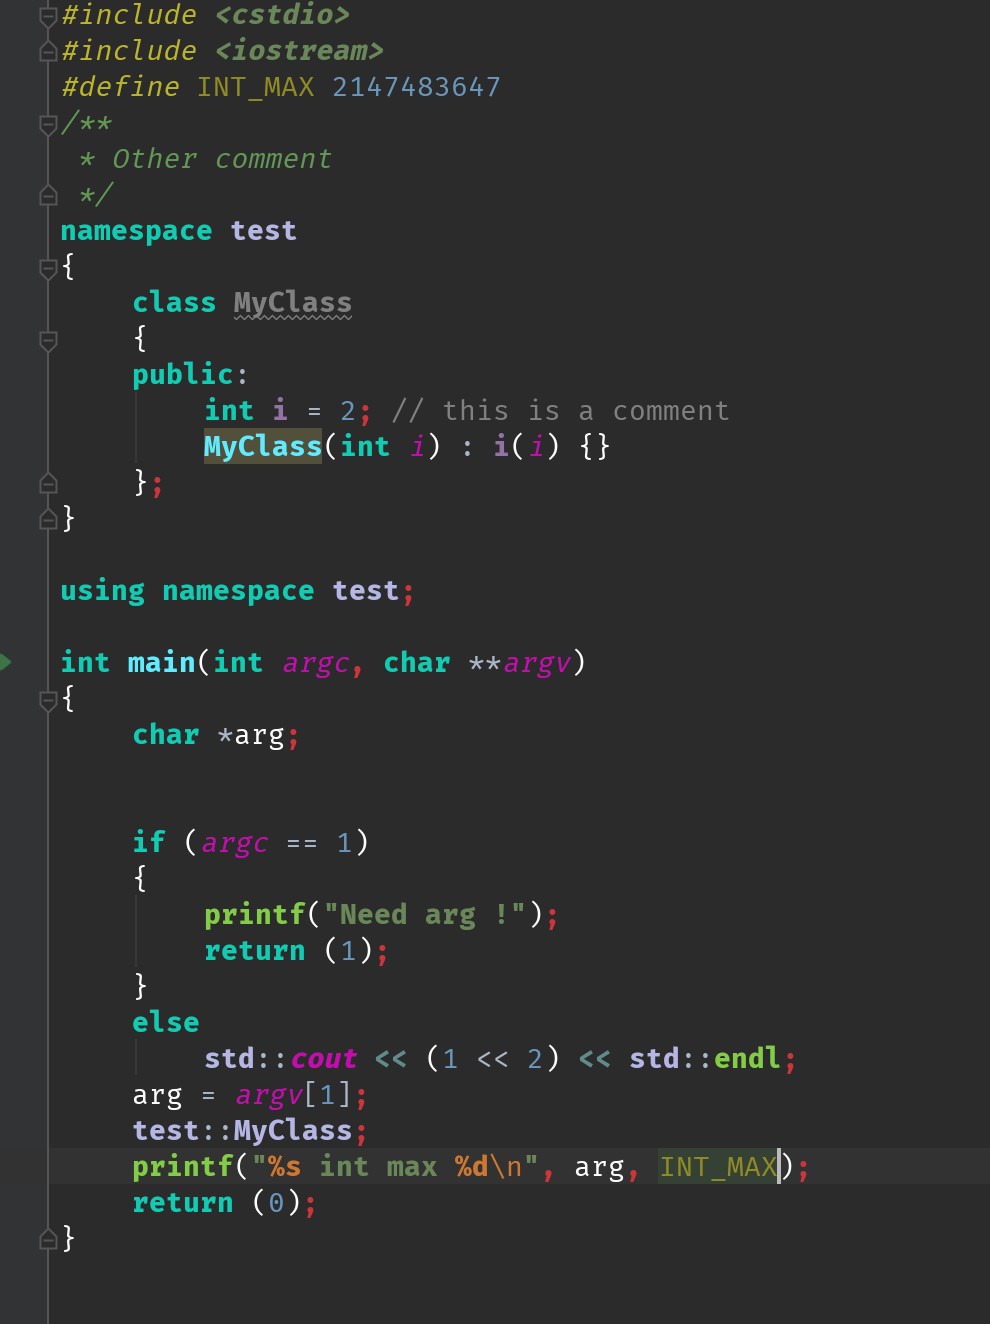 #include <cstdio>
#include <iostream>
#define INT_MAX 2147483647
/**
 * Other comment
 */
namespace test
{
    class MyClass
    {
    public:
        int i = 2; // this is a comment
        MyClass(int i) : i(i) {}
    };
}

using namespace test;

int main(int argc, char **argv)
{
    char *arg;


    if (argc == 1)
    {
        printf("Need arg !");
        return (1);
    }
    else
        std::cout << (1 << 2) << std::endl;
    arg = argv[1];
    test::MyClass;
    printf("%s int max %d\n", arg, INT_MAX);
    return (0);
}